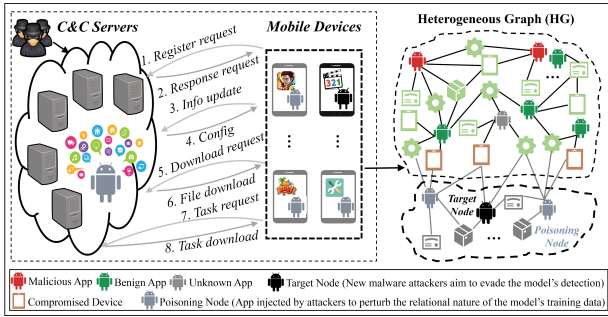 C&C Servers
Mobile Devices
Heterogeneous Graph (HG)
1. Register request
2. Response request
3. Info update
4. Config
5. Download request
6. File download
7. Task request
8. Task download
321
Target
Node
Poisoning
Node
Malicious App
Benign App
Unknown App
Target Node (New malware attackers aim to evade the model's detection)
Compromised Device
Poisoning Node (App injected by attackers to perturb the relational nature of the model's training data)